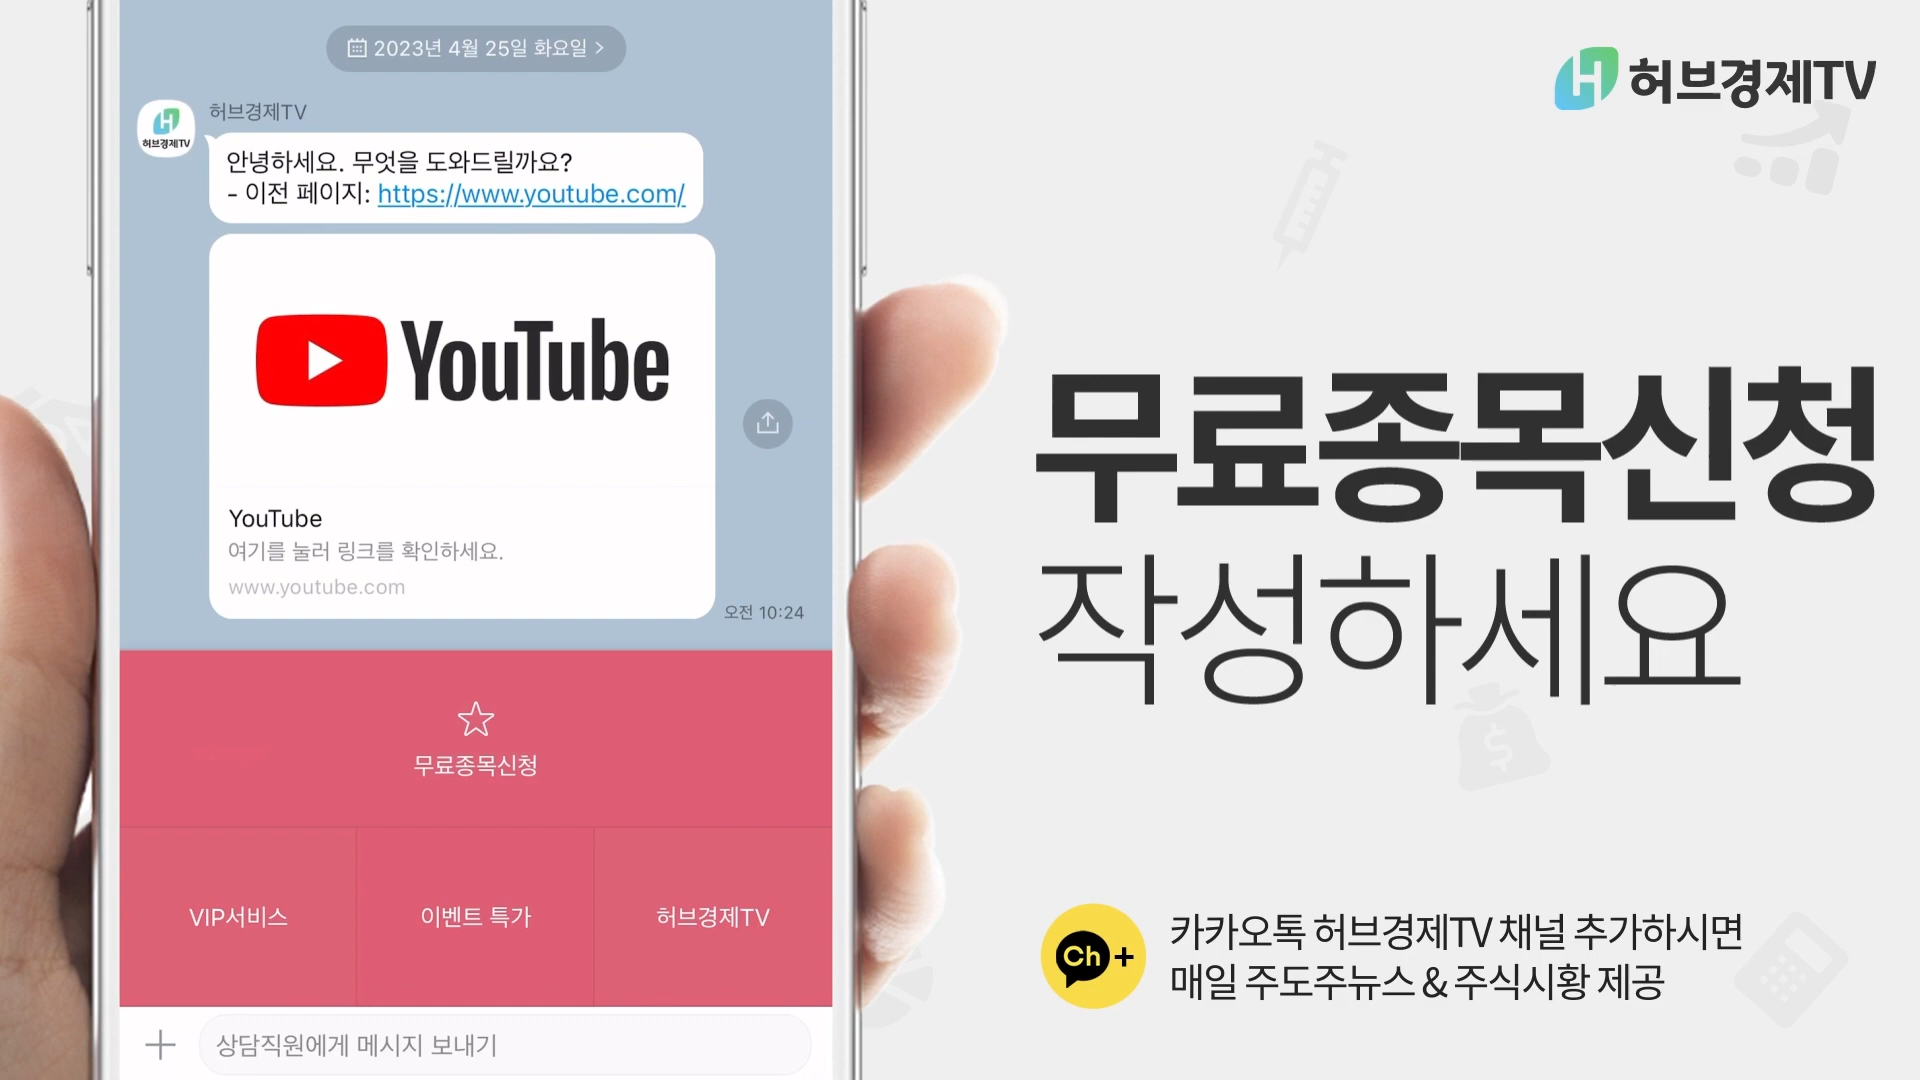 2023년 4월 25일 화요일 >
허브경제TV
허브경제TV
안녕하세요. 무엇을 도와드릴까요?
- 이전 페이지: https://www.youtube.com/
YouTube
YouTube
여기를 눌러 링크를 확인하세요.
www.youtube.com
오전 10:24
무료종목신청
VIP서비스
이벤트 특가
허브경제TV
상담직원에게 메시지 보내기
허브경제TV
무료종목신청
작성하세요
Ch+
카카오톡 허브경제TV 채널 추가하시면
매일 주도주뉴스 & 주식시황 제공